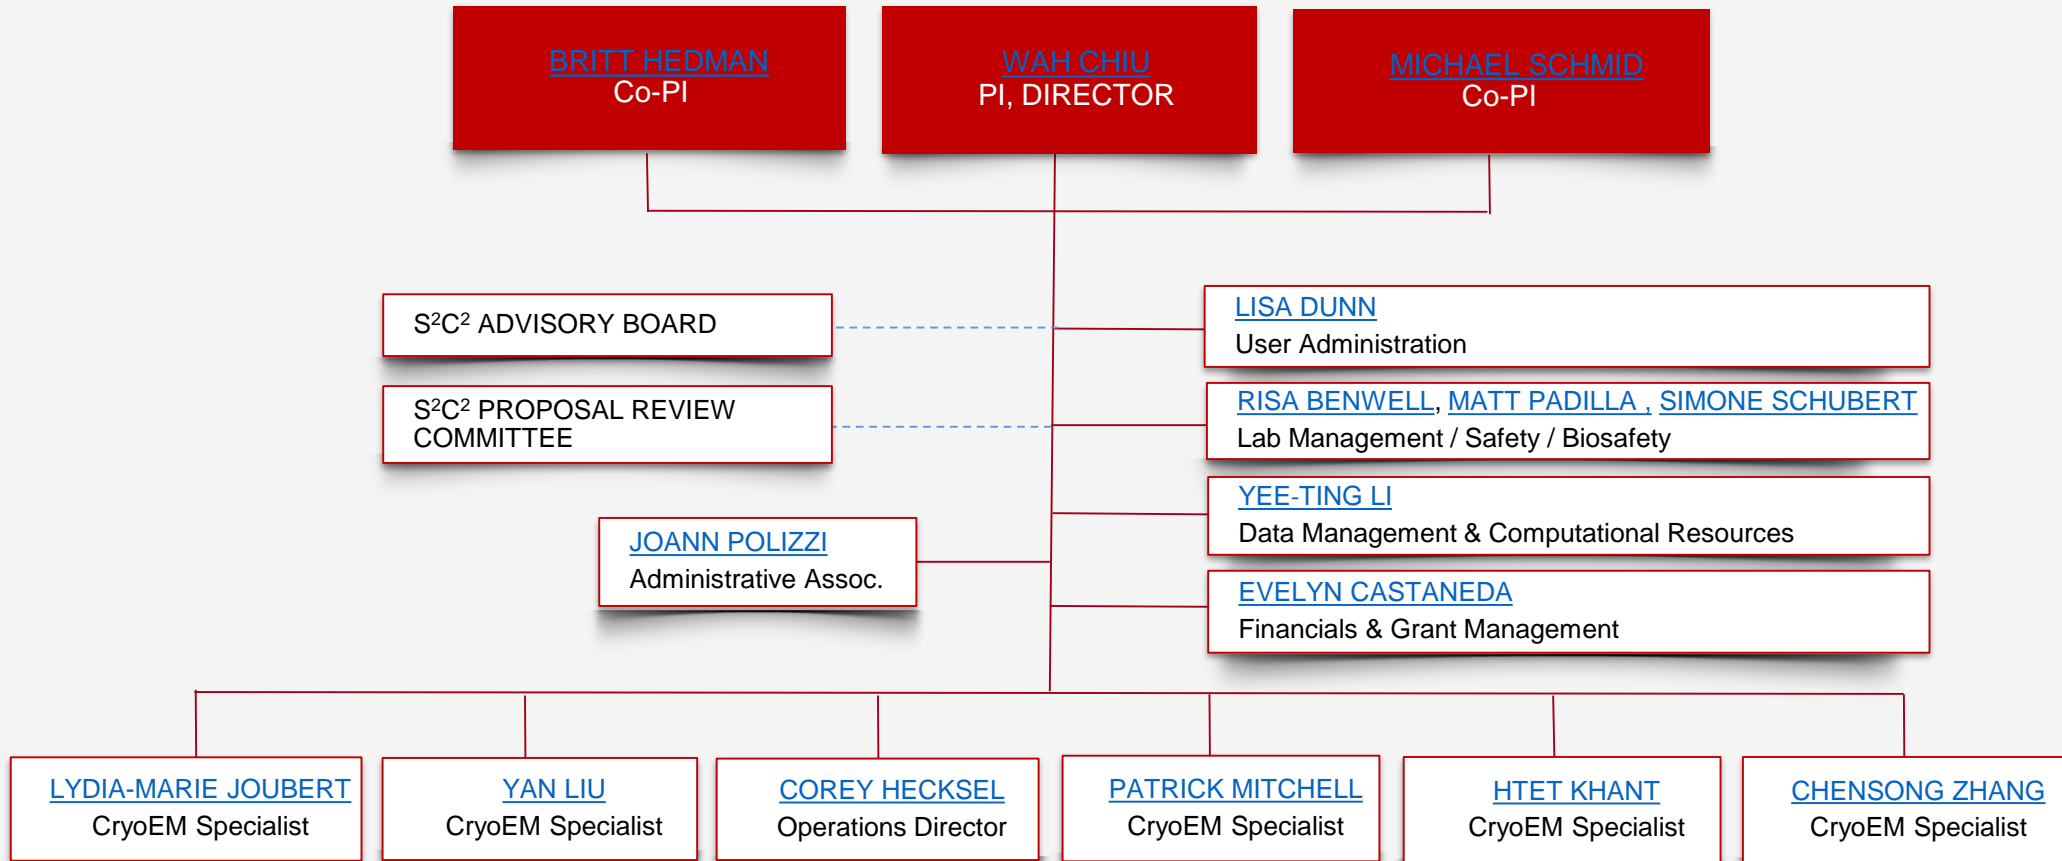 BRITT HEDMAN
Co-PI
WAH CHIU
PI, DIRECTOR
MICHAEL SCHMID
Co-PI
S²C² ADVISORY BOARD
LISA DUNN
User Administration
S²C² PROPOSAL REVIEW
COMMITTEE
RISA BENWELL, MATT PADILLA , SIMONE SCHUBERT
Lab Management / Safety / Biosafety
YEE-TING LI
Data Management & Computational Resources
JOANN POLIZZI
Administrative Assoc.
EVELYN CASTANEDA
Financials & Grant Management
LYDIA-MARIE JOUBERT
CryoEM Specialist
YAN LIU
CryoEM Specialist
COREY HECKSEL
Operations Director
PATRICK MITCHELL
CryoEM Specialist
HTET KHANT
CryoEM Specialist
CHENSONG ZHANG
CryoEM Specialist